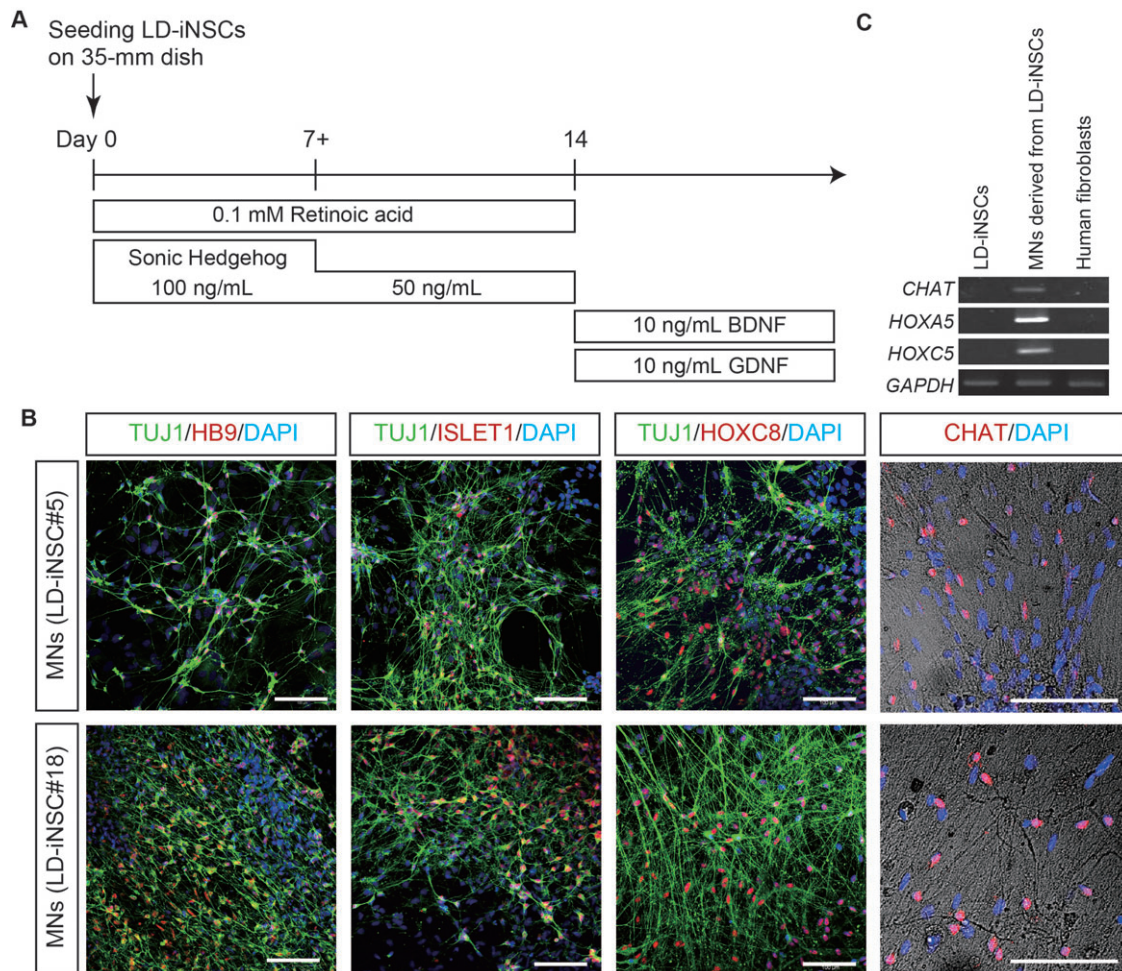 A
Seeding LD-iNSCs
on 35-mm dish
Day 0
7+
14
0.1 mM Retinoic acid
Sonic Hedgehog
100 ng/mL
50 ng/mL
10 ng/mL BDNF
10 ng/mL GDNF
C
LD-iNSCs
MNs derived from LD-iNSCs
Human fibroblasts
CHAT
HOXA5
HOXC5
GAPDH
B
TUJ1/HB9/DAPI
TUJ1/ISLET1/DAPI
TUJ1/HOXC8/DAPI
CHAT/DAPI
MNs (LD-iNSC#5)
MNs (LD-iNSC#18)